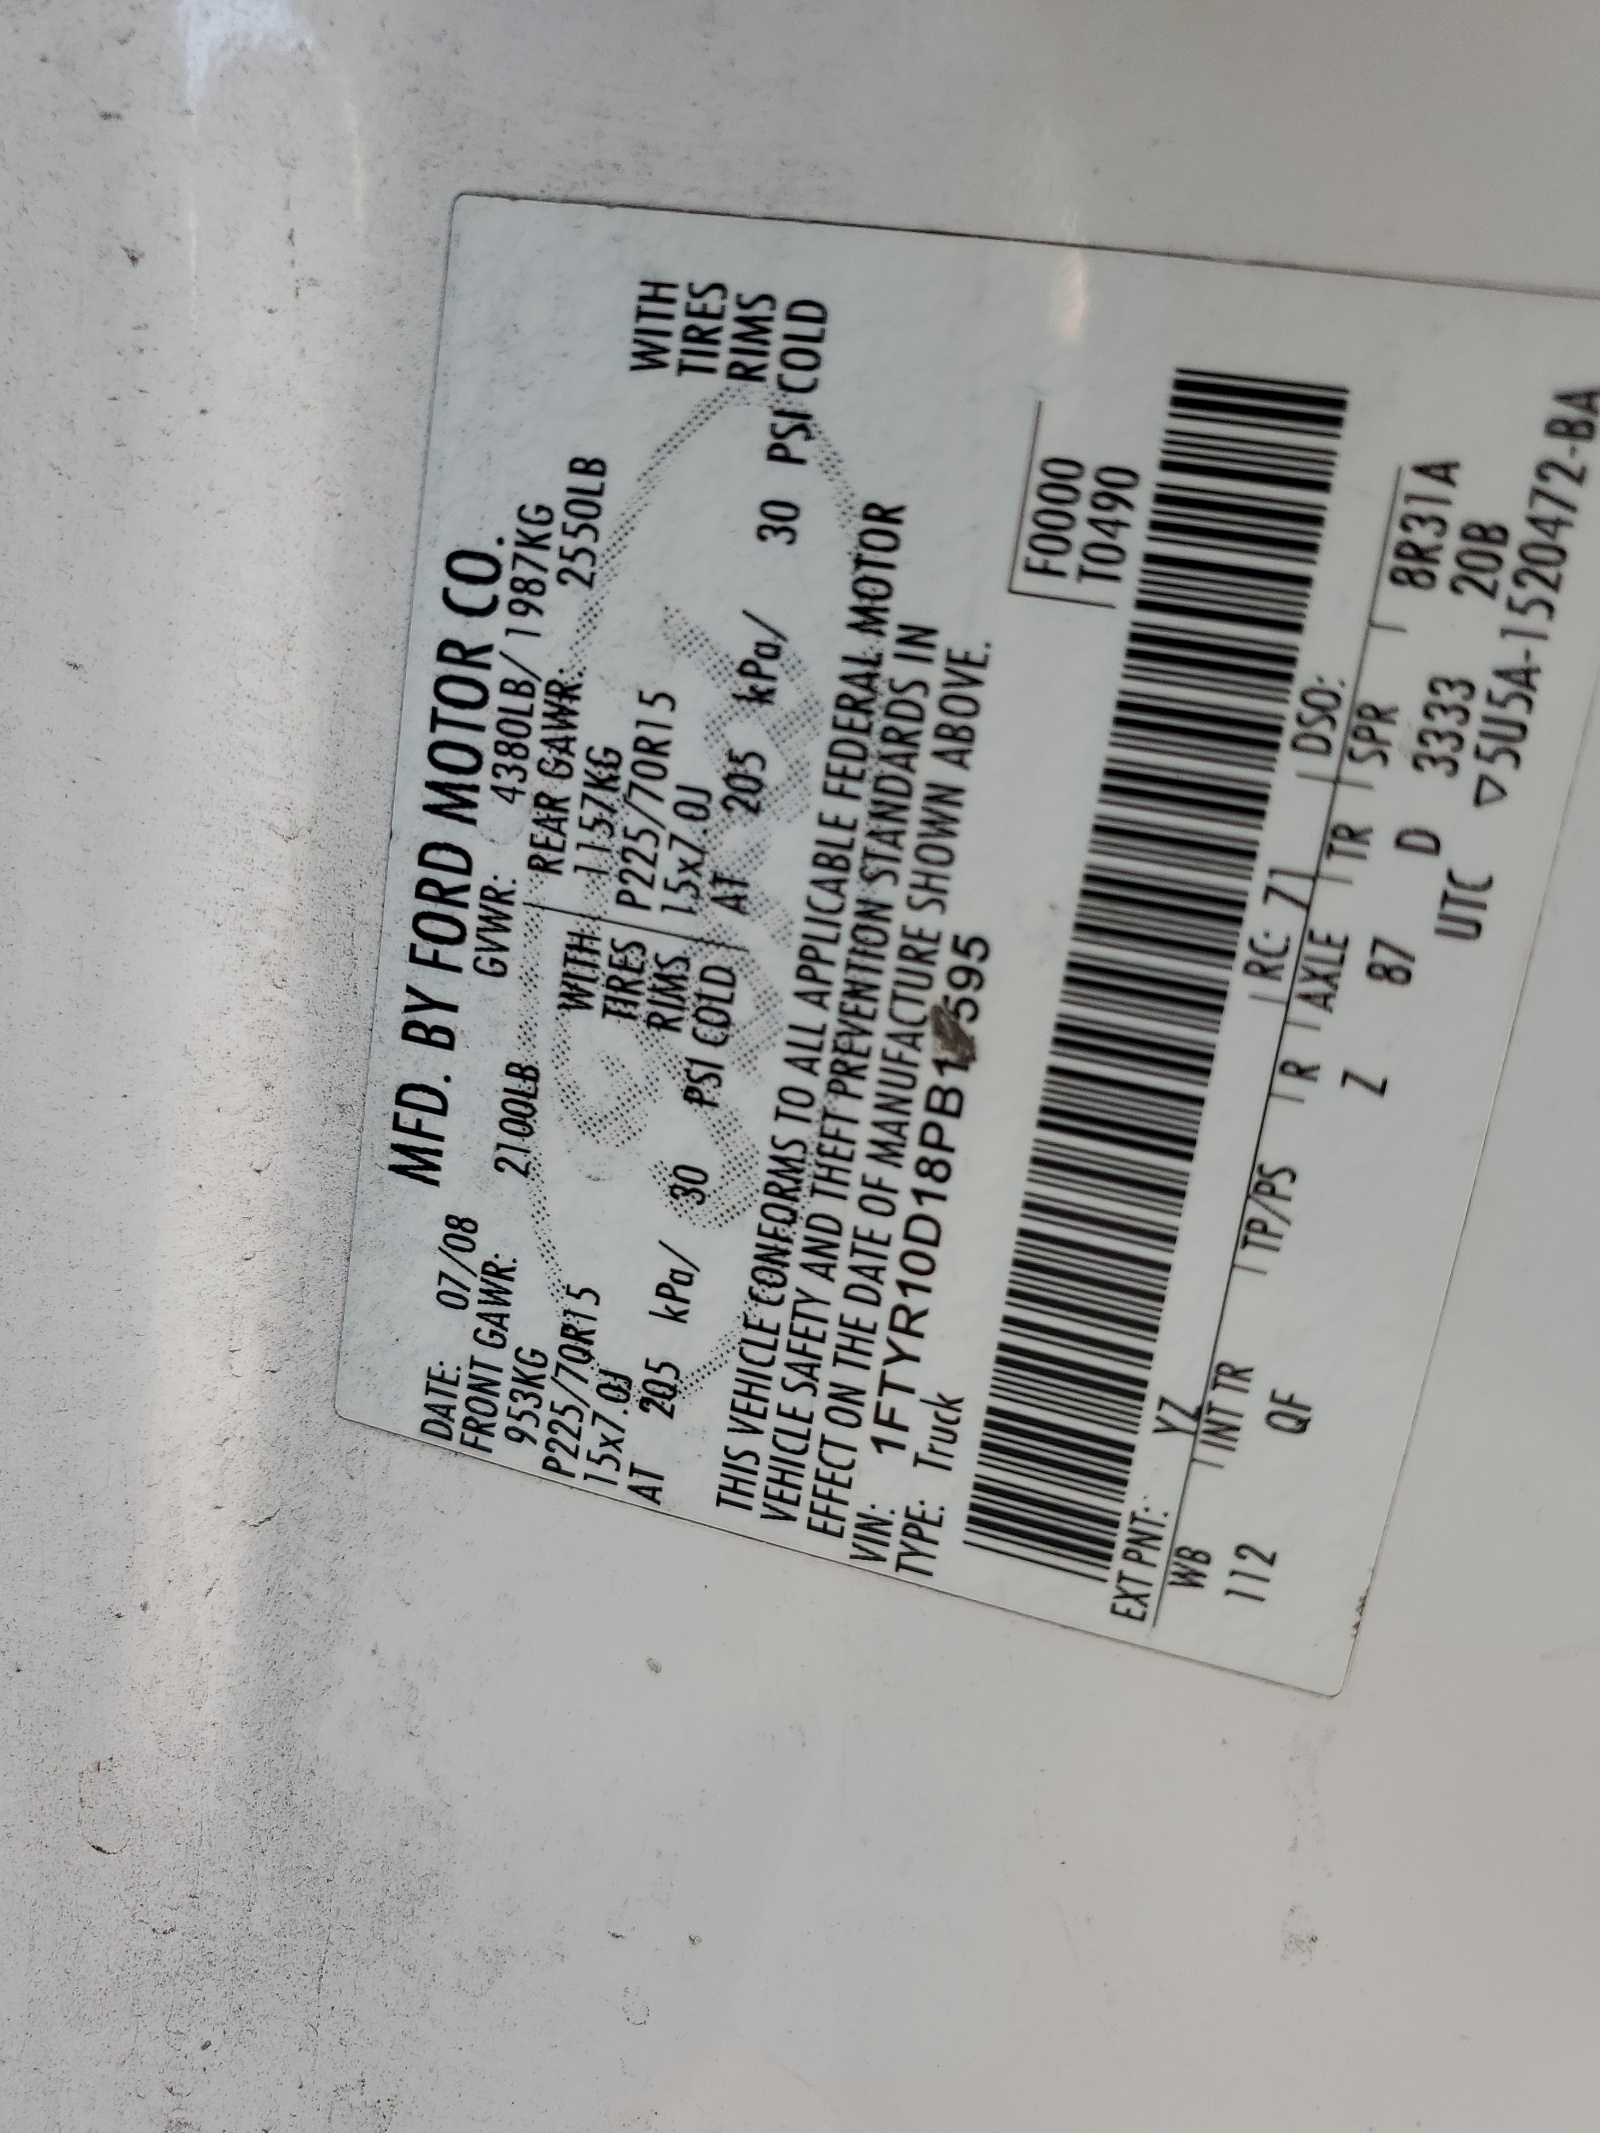 MFD. BY FORD MOTOR CO.
DATE: 07/08 GVWR: 4380LB/ 1987KG
FRONT GAWR: 2100LB REAR GAWR: 2550LB
953KG WITH 1157KG WITH
P225/70R15 TIRES P225/70R15 TIRES
15x7.0J RIMS 15x7.0J RIMS
AT 205 kPa/ 30 PSI COLD AT 205 kPa/ 30 PSI COLD
THIS VEHICLE CONFORMS TO ALL APPLICABLE FEDERAL MOTOR
VEHICLE SAFETY AND THEFT PREVENTION STANDARDS IN
EFFECT ON THE DATE OF MANUFACTURE SHOWN ABOVE.
VIN:
TYPE: Truck
F0000
T0490
EXT PNT: YZ RC: 71 DSO:
WB INT TR TP/PS R AXLE TR SPR
112 QF Z 87 D 3333 8R31A
20B
UTC ▽5U5A-1520472-BA